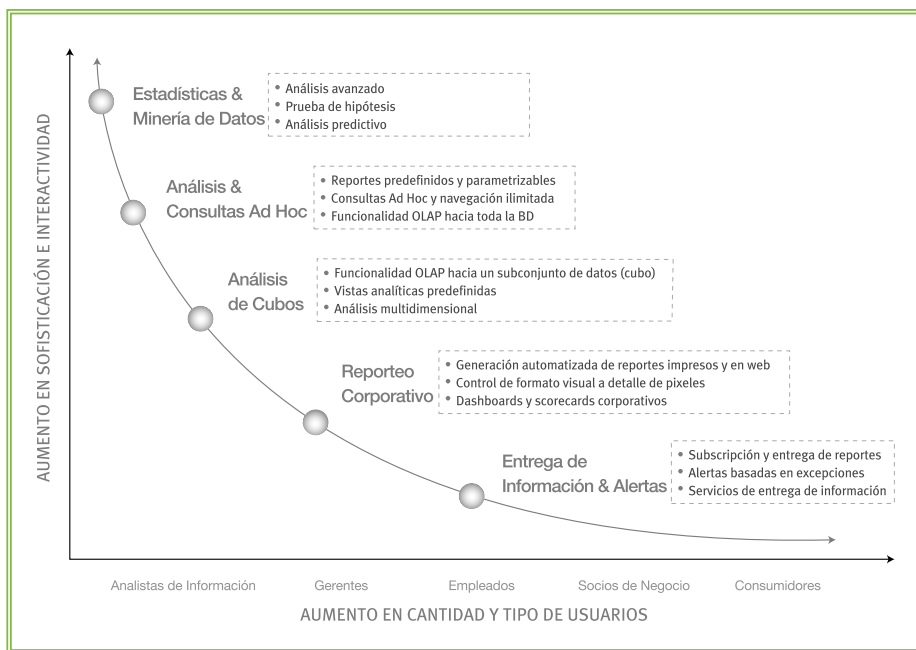 AUMENTO EN SOFISTICACIÓN E INTERACTIVIDAD
Estadísticas &
Minería de Datos
• Análisis avanzado
• Prueba de hipótesis
• Análisis predictivo
Análisis &
Consultas Ad Hoc
• Reportes predefinidos y parametrizables
• Consultas Ad Hoc y navegación ilimitada
• Funcionalidad OLAP hacia toda la BD
Análisis
de Cubos
• Funcionalidad OLAP hacia un subconjunto de datos (cubo)
• Vistas analíticas predefinidas
• Análisis multidimensional
Reporteo
Corporativo
• Generación automatizada de reportes impresos y en web
• Control de formato visual a detalle de pixeles
• Dashboards y scorecards corporativos
Entrega de
Información & Alertas
• Subscripción y entrega de reportes
• Alertas basadas en excepciones
• Servicios de entrega de información
Analistas de Información
Gerentes
Empleados
Socios de Negocio
Consumidores
AUMENTO EN CANTIDAD Y TIPO DE USUARIOS